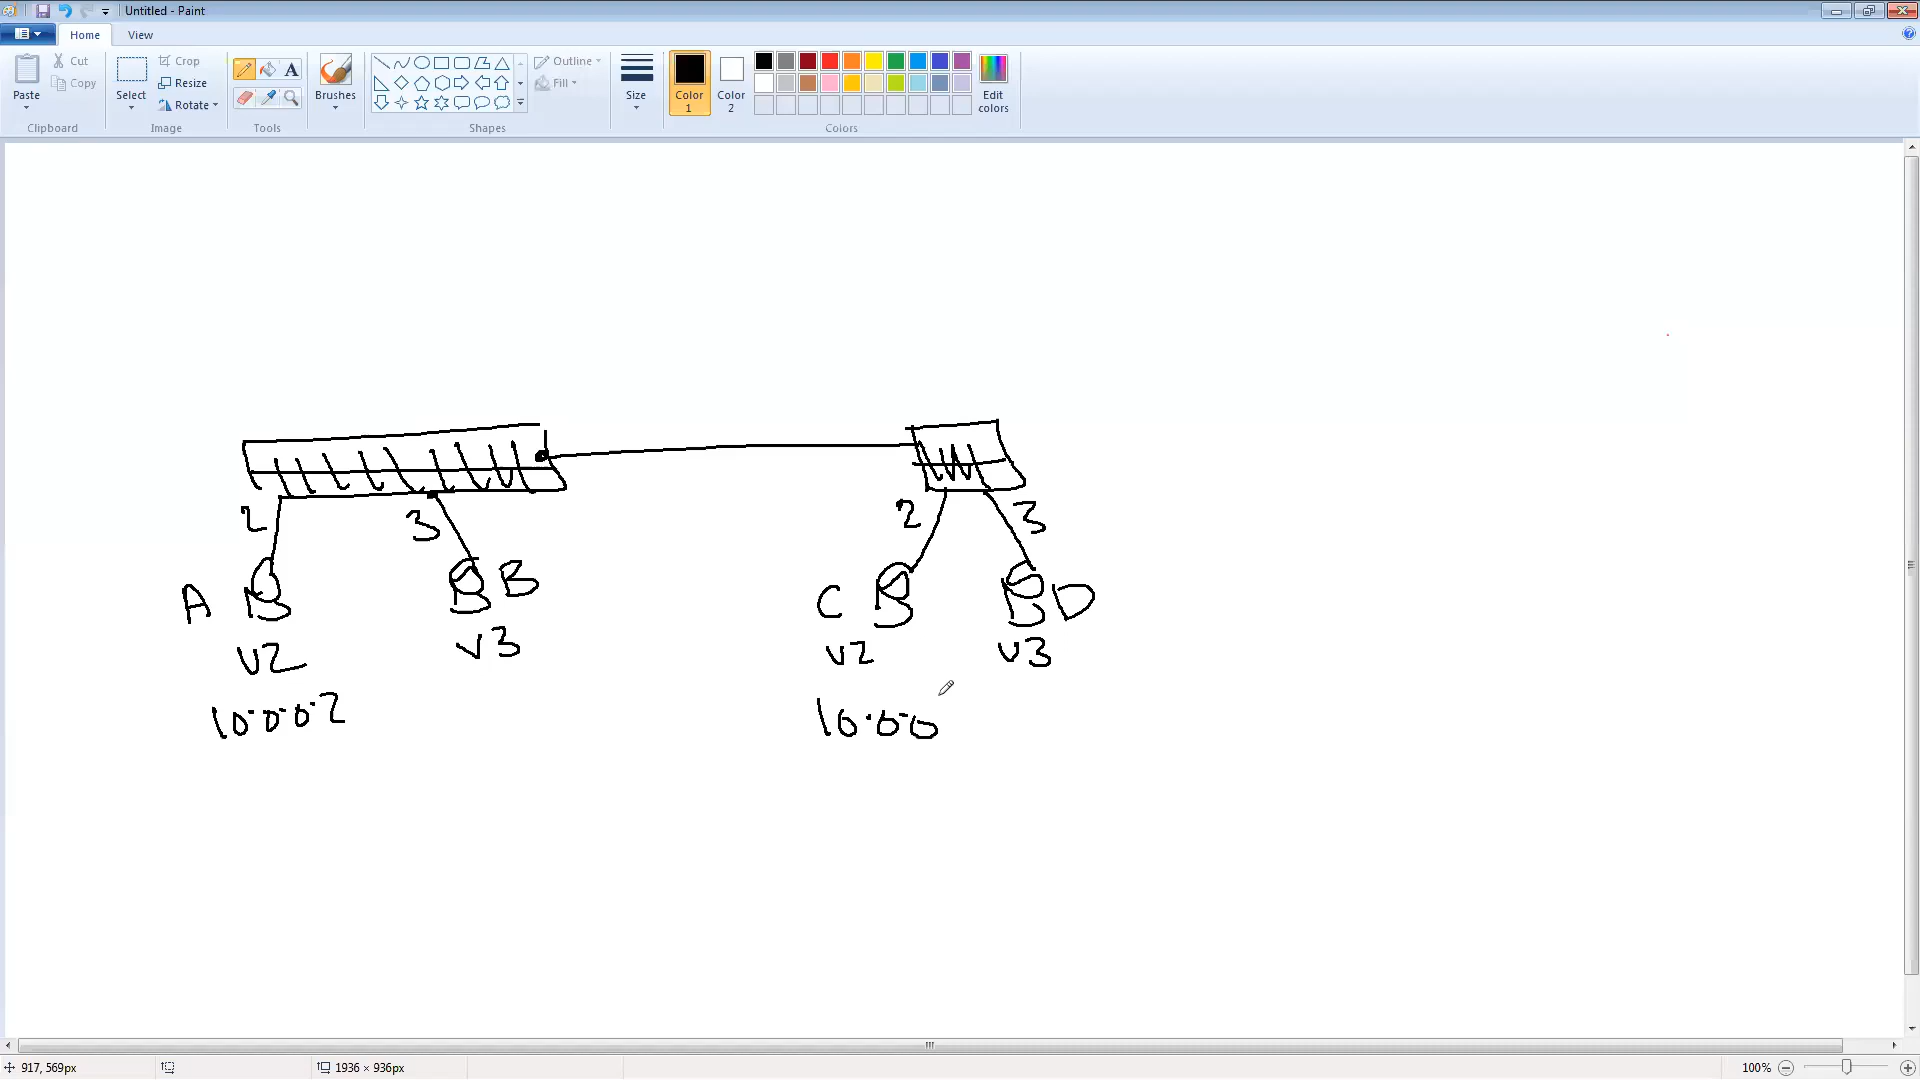 Untitled - Paint
Home View
Cut
Copy
Paste
Clipboard
Crop
Resize
Rotate
Select
Image
Tools
Brushes
Shapes
Outline
Fill
Size
Color 1
Color 2
Edit colors
Colors
2 3 2 3
A B C D
V2 V3 V2 V3
10.0.0.2 10.0.0
917, 569px 1936 × 936px 100%